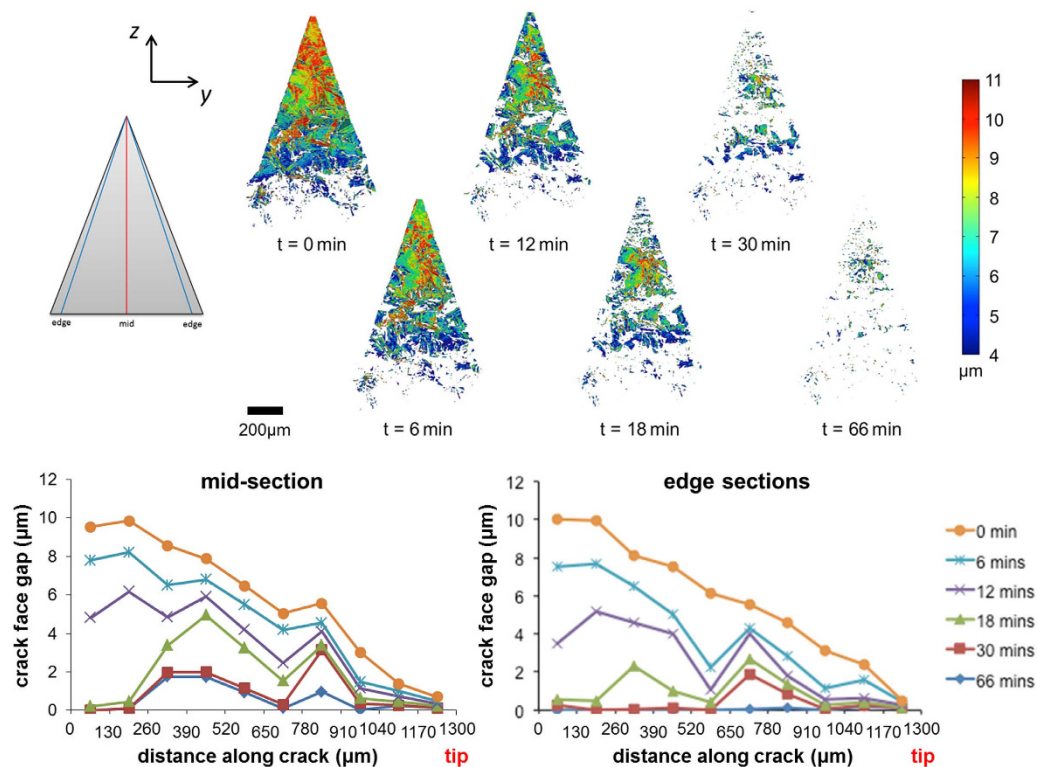 z
y
edge
mid
edge
t = 0 min
t = 12 min
t = 30 min
t = 6 min
t = 18 min
t = 66 min
200µm
11
10
9
8
7
6
5
4
µm
mid-section
crack face gap (µm)
12
10
8
6
4
2
0
0 130 260 390 520 650 780 910 1040 1170 1300
distance along crack (µm)
tip
edge sections
crack face gap (µm)
12
10
8
6
4
2
0
0 130 260 390 520 650 780 910 1040 1170 1300
distance along crack (µm)
tip
0 min
6 mins
12 mins
18 mins
30 mins
66 mins